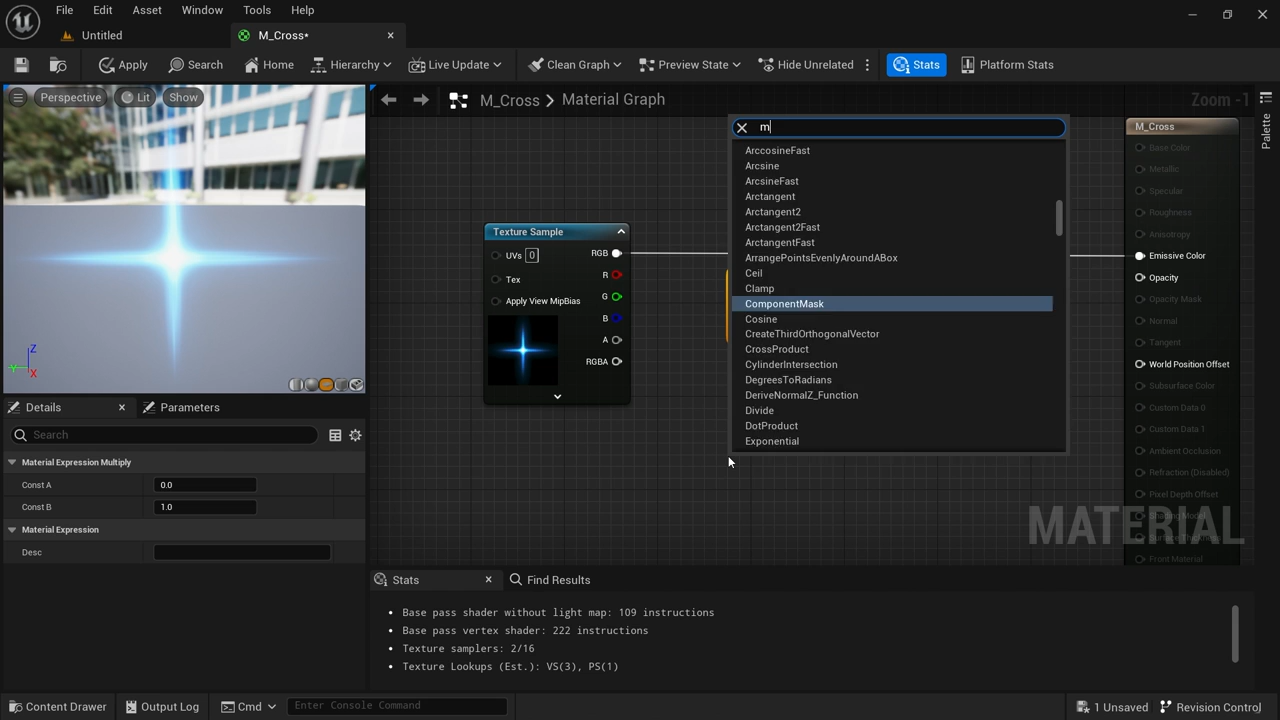 File Edit Asset Window Tools Help
Untitled
M_Cross*
Apply Search Home Hierarchy Live Update Clean Graph Preview State Hide Unrelated Stats Platform Stats
Perspective Lit Show
M_Cross > Material Graph
Zoom -1
Palette
m
ArccosineFast
Arcsine
ArcsineFast
Arctangent
Arctangent2
Arctangent2Fast
ArctangentFast
ArrangePointsEvenlyAroundABox
Ceil
Clamp
ComponentMask
Cosine
CreateThirdOrthogonalVector
CrossProduct
CylinderIntersection
DegreesToRadians
DeriveNormalZ_Function
Divide
DotProduct
Exponential
Texture Sample
UVs 0
RGB
R
Tex
G
Apply View MipBias
B
A
RGBA
M_Cross
Base Color
Metallic
Specular
Roughness
Anisotropy
Emissive Color
Opacity
Opacity Mask
Normal
Tangent
World Position Offset
Subsurface Color
Custom Data 0
Custom Data 1
Ambient Occlusion
Refraction (Disabled)
Pixel Depth Offset
Shading Model
Surface Thickness
Front Material
MATERIAL
Z
Y
X
Details
Parameters
Search
Material Expression Multiply
Const A 0.0
Const B 1.0
Material Expression
Desc
Stats
Find Results
• Base pass shader without light map: 109 instructions
• Base pass vertex shader: 222 instructions
• Texture samplers: 2/16
• Texture Lookups (Est.): VS(3), PS(1)
Content Drawer Output Log Cmd Enter Console Command 1 Unsaved Revision Control